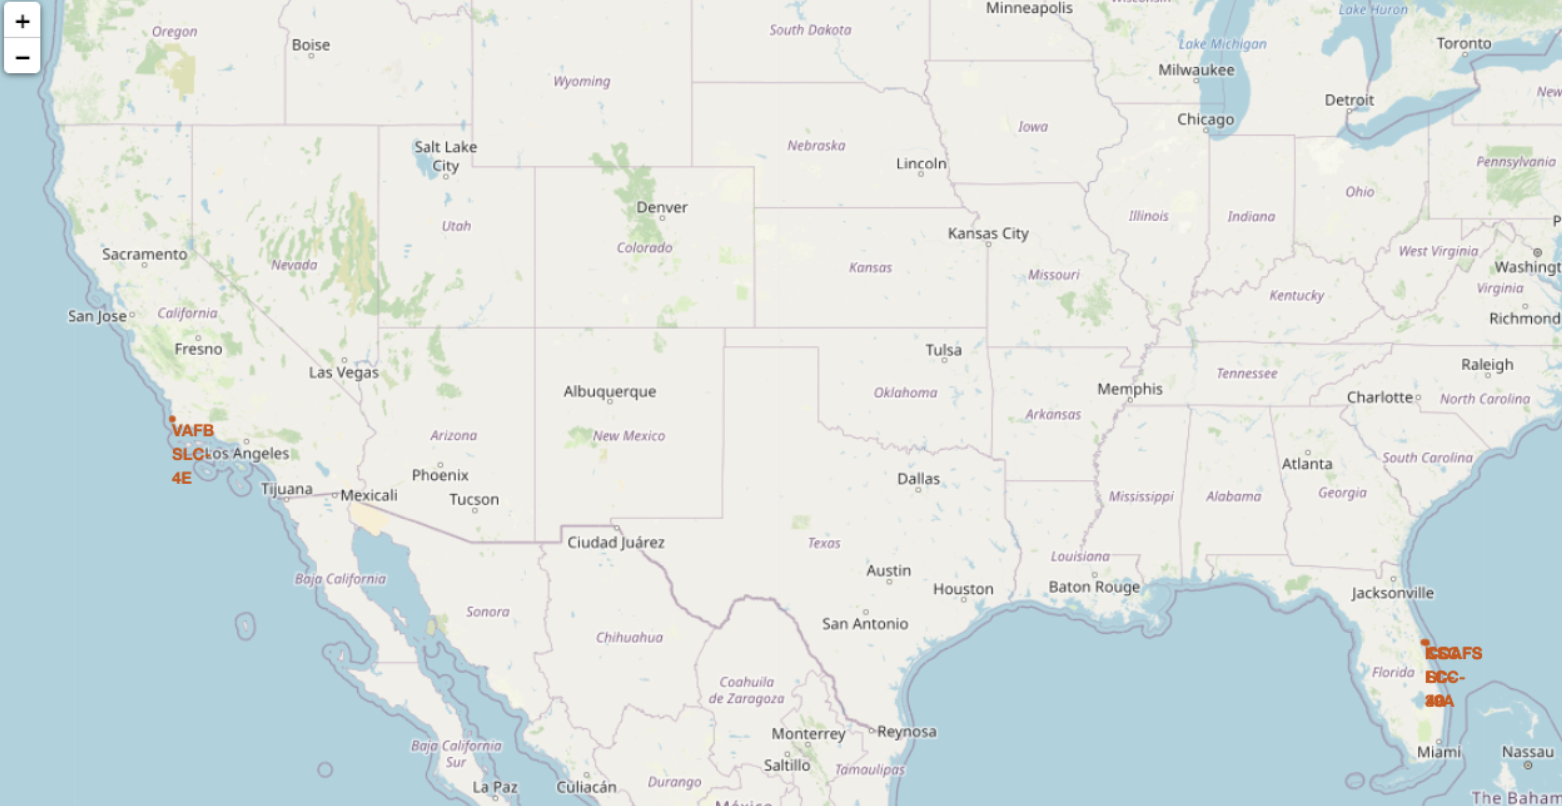 +
−
Oregon
Boise
Wyoming
South Dakota
Minneapolis
Lake Michigan
Lake Huron
Toronto
Milwaukee
Detroit
Chicago
New
Salt Lake
City
Nebraska
Iowa
Lincoln
Pennsylvania
Ohio
Denver
Utah
Colorado
Illinois
Indiana
Kansas City
Sacramento
Nevada
Kansas
Missouri
West Virginia
Washingt
Virginia
Kentucky
San Jose
California
Richmond
Fresno
Las Vegas
Tulsa
Tennessee
Raleigh
Albuquerque
Oklahoma
Memphis
Charlotte
North Carolina
Arkansas
VAFB
SLC-
4E
Los Angeles
Arizona
New Mexico
Phoenix
Tucson
Dallas
Atlanta
South Carolina
Tijuana
Mexicali
Mississippi
Alabama
Georgia
Ciudad Juárez
Texas
Louisiana
Baja California
Austin
Houston
Baton Rouge
Jacksonville
Sonora
Chihuahua
San Antonio
Florida
Coahuila
de Zaragoza
Baja California
Sur
Monterrey
Reynosa
Saltillo
Tamaulipas
Miami
Nassau
La Paz
Culiacán
Durango
México
The Baham